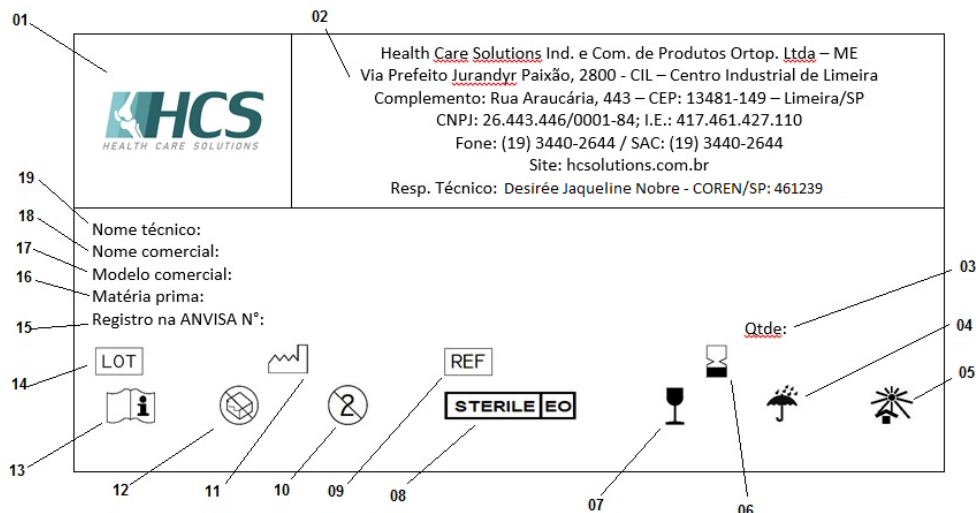 01
02
HCS
HEALTH CARE SOLUTIONS
Health Care Solutions Ind. e Com. de Produtos Ortop. Ltda – ME
Via Prefeito Jurandyr Paixão, 2800 - CIL – Centro Industrial de Limeira
Complemento: Rua Araucária, 443 – CEP: 13481-149 – Limeira/SP
CNPJ: 26.443.446/0001-84; I.E.: 417.461.427.110
Fone: (19) 3440-2644 / SAC: (19) 3440-2644
Site: hcsolutions.com.br
Resp. Técnico: Desirée Jaqueline Nobre - COREN/SP: 461239
19
Nome técnico:
18
Nome comercial:
17
Modelo comercial:
16
Matéria prima:
15
Registro na ANVISA N°:
Qtde:
03
04
05
LOT
REF
14
i
2
STERILE EO
13
12
11
10
09
08
07
06